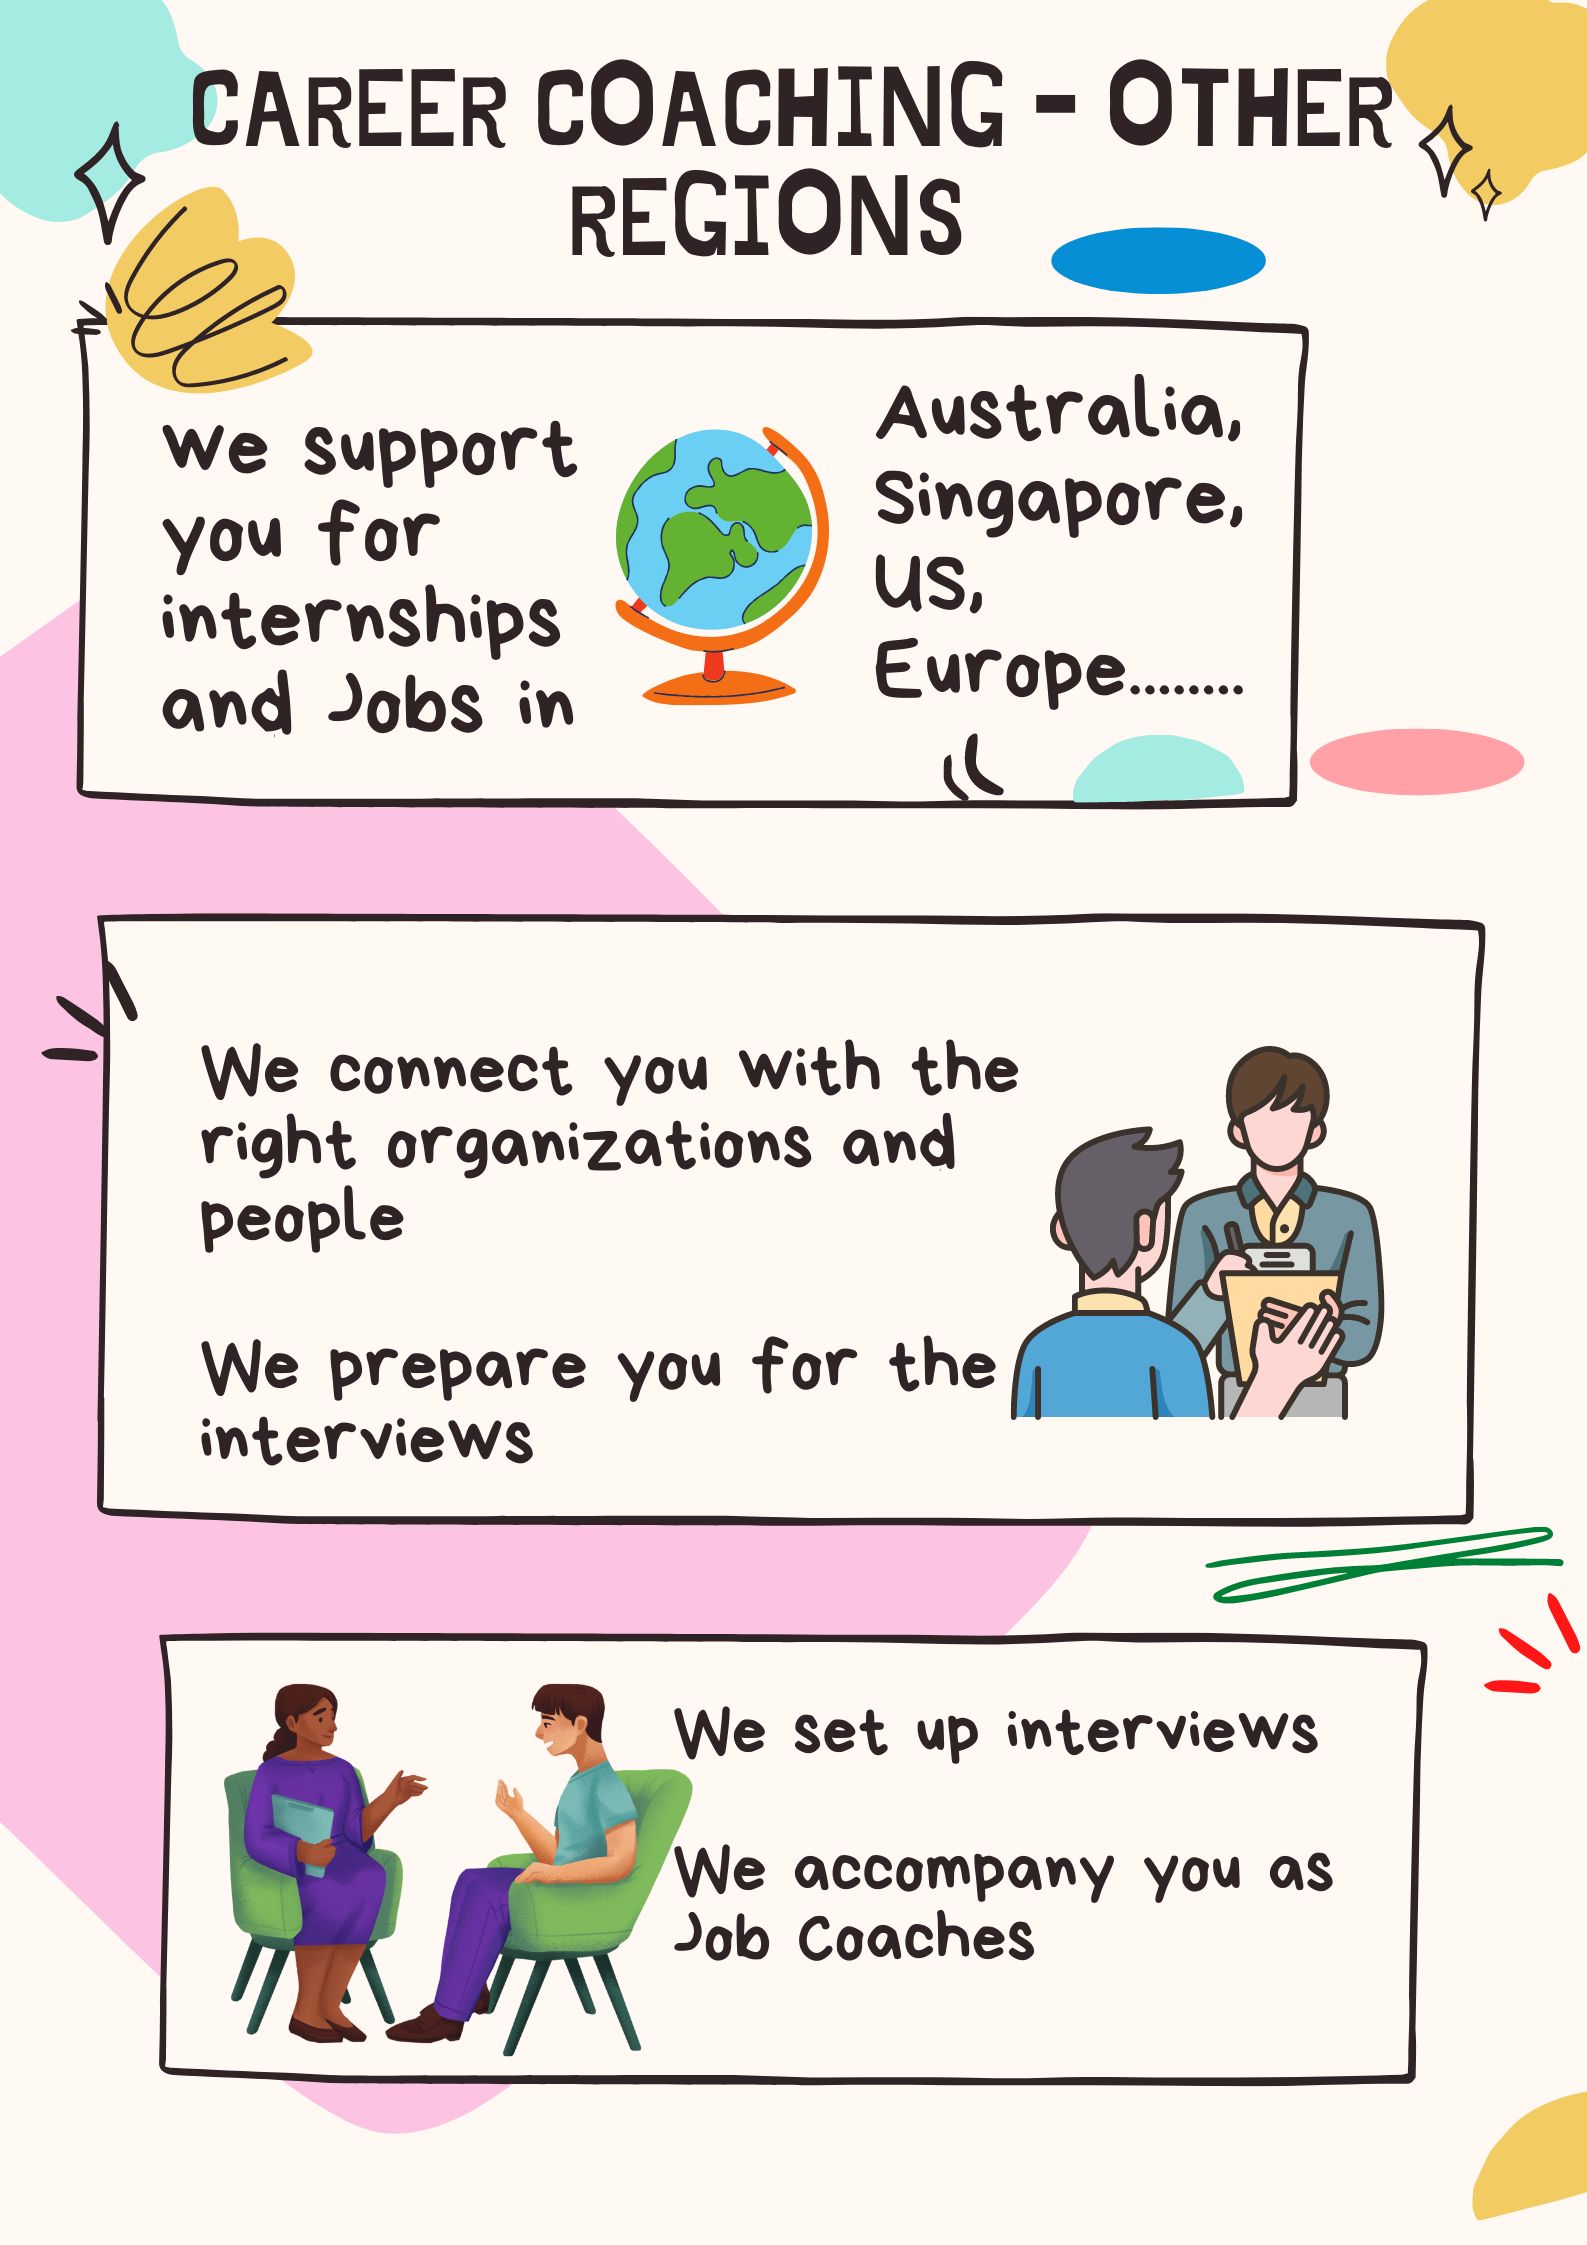 CAREER COACHING - OTHER
REGIONS
We support
you for
internships
and Jobs in
Australia,
Singapore,
US,
Europe........
We connect you with the
right organizations and
people
We prepare you for the
interviews
We set up interviews
We accompany you as
Job Coaches